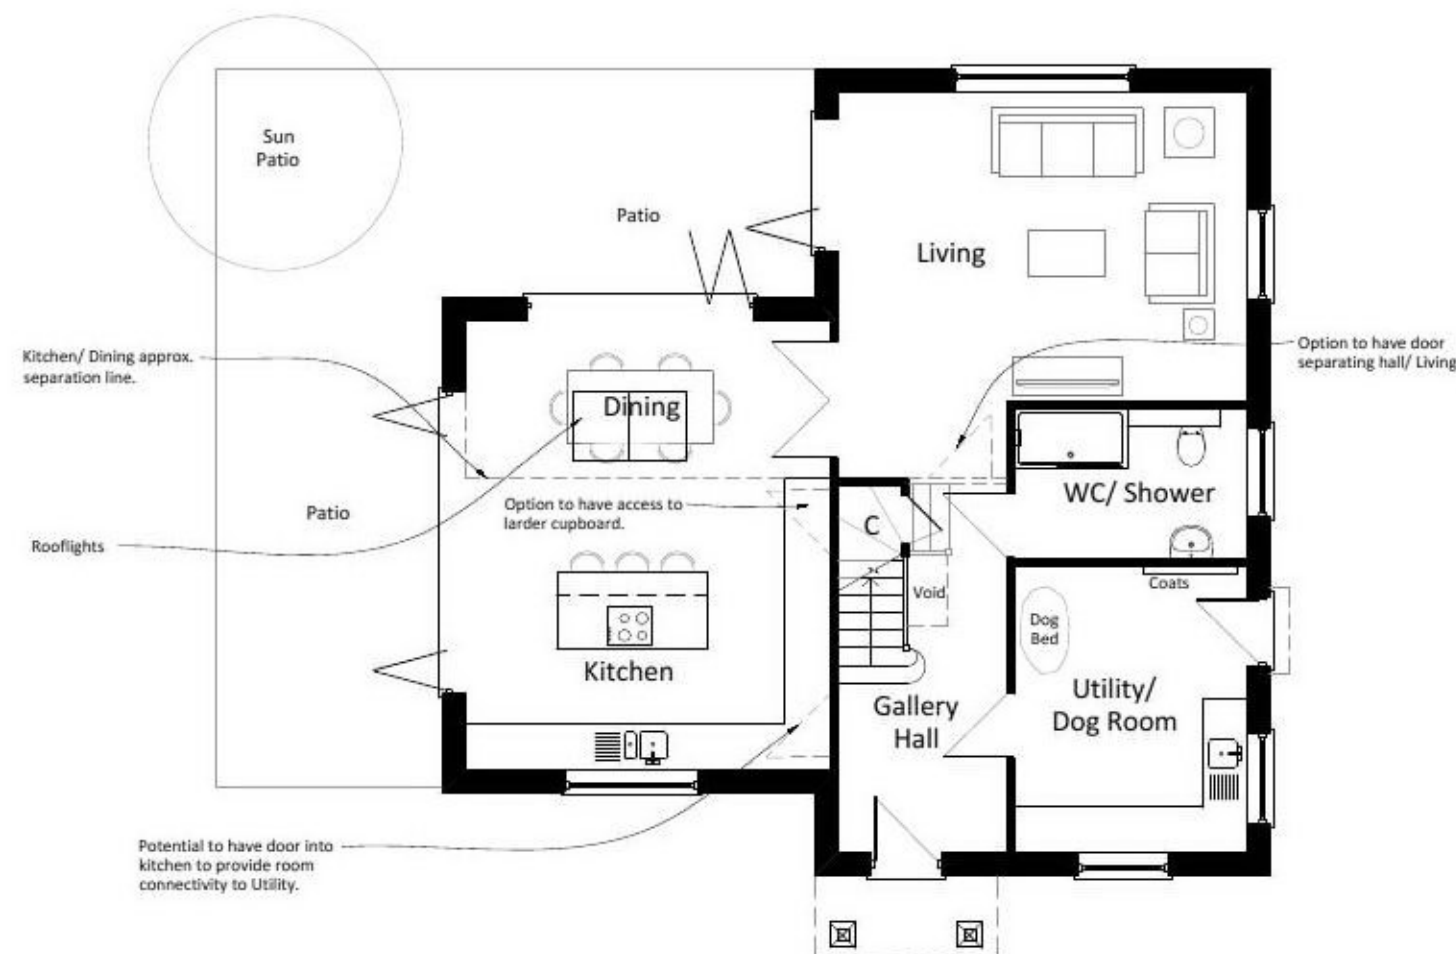 Sun
Patio
Patio
Living
Kitchen/ Dining approx.
separation line.
Option to have door
separating hall/ Living
Dining
Option to have access to
larder cupboard.
WC/ Shower
C
Patio
Rooflights
Void
Coats
Dog
Bed
Kitchen
Gallery
Hall
Utility/
Dog Room
Potential to have door into
kitchen to provide room
connectivity to Utility.